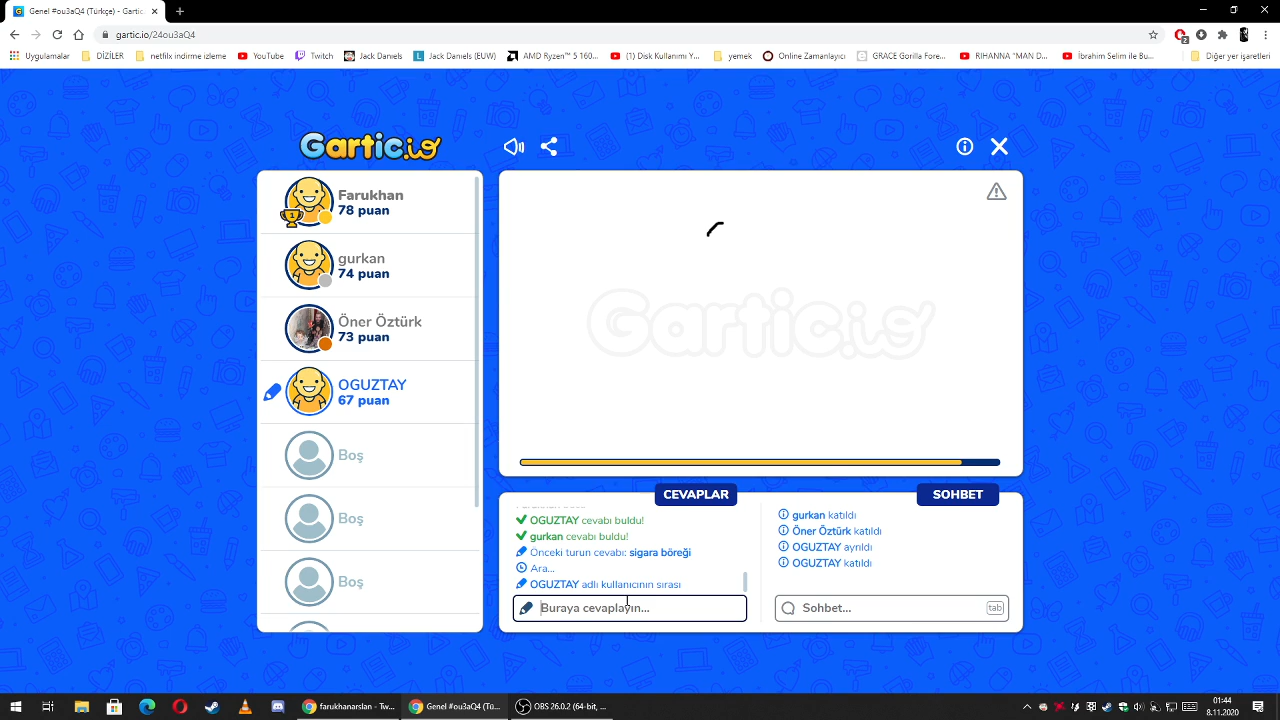 Genel #ou3aQ4 (Türkçe) - Gartic
gartic.io/24ou3aQ4
Uygulamalar
DİZİLER
netflix indirme izleme
YouTube
Twitch
Jack Daniels
Jack Daniels (EUW)
AMD Ryzen™ 5 160...
(1) Disk Kullanımı Y...
yemek
Online Zamanlayıcı
GRACE Gorilla Fore...
RIHANNA "MAN D...
İbrahim Selim ile Bu...
Diğer yer işaretleri
Gartic.io
Farukhan
78 puan
gurkan
74 puan
Öner Öztürk
73 puan
OGUZTAY
67 puan
Boş
Boş
Boş
Gartic.io
CEVAPLAR
OGUZTAY cevabı buldu!
gurkan cevabı buldu!
Önceki turun cevabı: sigara böreği
Ara...
OGUZTAY adlı kullanıcının sırası
Buraya cevaplayın...
SOHBET
gurkan katıldı
Öner Öztürk katıldı
OGUZTAY ayrıldı
OGUZTAY katıldı
Sohbet...
tab
farukhanarslan - Tw...
Genel #ou3aQ4 (Tü...
OBS 26.0.2 (64-bit, ...
01:44
8.11.2020